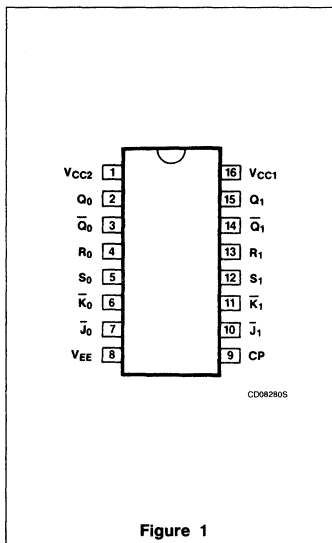 VCC2 1 16 VCC1
Q0 2 15 Q1
Q̅0 3 14 Q̅1
R0 4 13 R1
S0 5 12 S1
K̅0 6 11 K̅1
J̅0 7 10 J̅1
VEE 8 9 CP
CD08280S
Figure 1